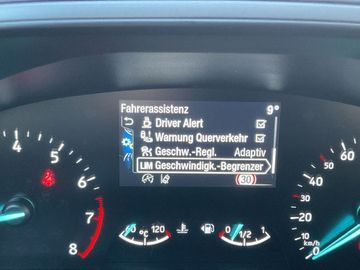 Fahrerassistenz 9°
Driver Alert
Warnung Querverkehr
Geschw.-Regl. Adaptiv
LIM Geschwindigk.-Begrenzer
30
4 5 6 7 8
60 °C 120
0 1/2 1
0 10 20 30 40 50 60
km/h